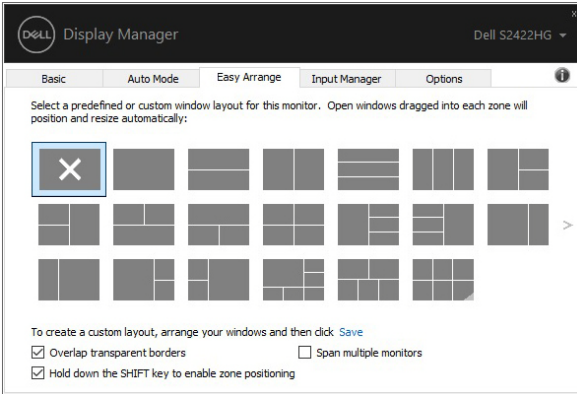 DELL Display Manager Dell S2422HG
Basic Auto Mode Easy Arrange Input Manager Options
Select a predefined or custom window layout for this monitor. Open windows dragged into each zone will
position and resize automatically:
To create a custom layout, arrange your windows and then click Save
Overlap transparent borders Span multiple monitors
Hold down the SHIFT key to enable zone positioning